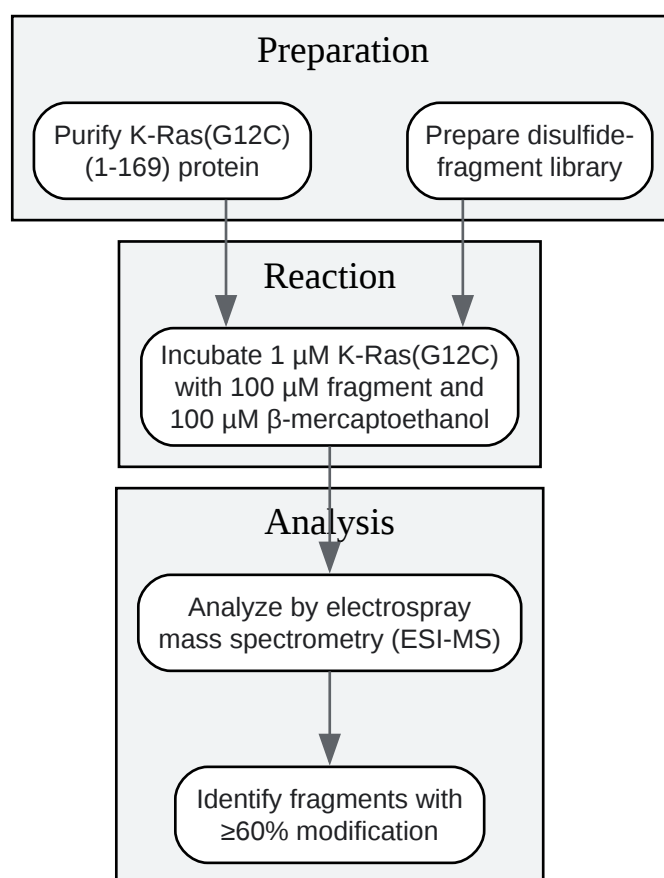 Preparation
Purify K-Ras(G12C)
(1-169) protein
Prepare disulfide-
fragment library
Reaction
Incubate 1 µM K-Ras(G12C)
with 100 µM fragment and
100 µM β-mercaptoethanol
Analysis
Analyze by electrospray
mass spectrometry (ESI-MS)
Identify fragments with
≥60% modification